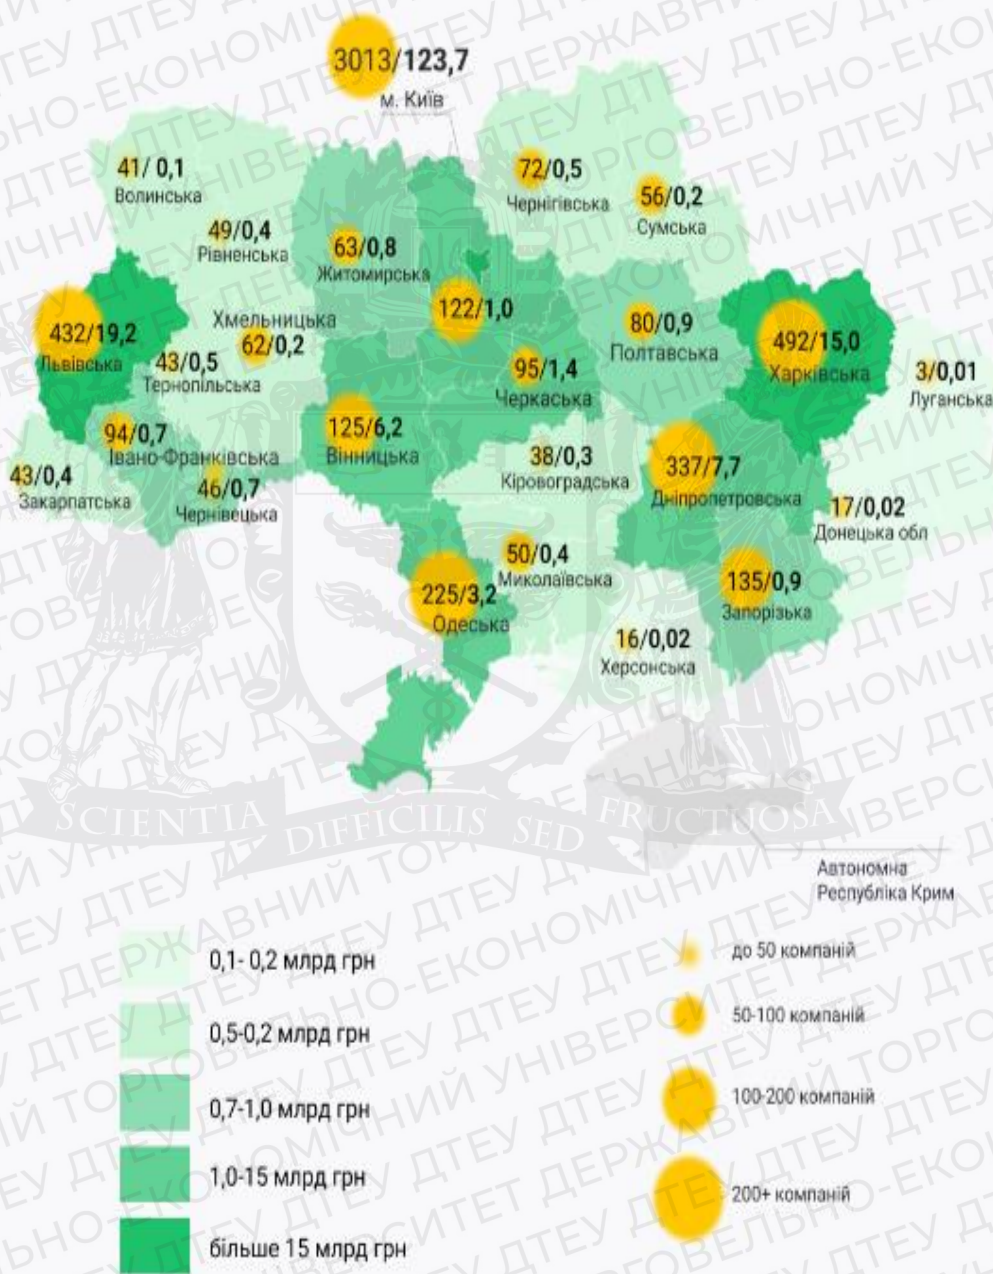 3013/123,7
м. Київ
41/ 0,1
Волинська
72/0,5
Чернігівська
56/0,2
Сумська
49/0,4
Рівненська
63/0,8
Житомирська
432/19,2
Львівська
Хмельницька
62/0,2
43/0,5
Тернопільська
122/1,0
80/0,9
Полтавська
492/15,0
Харківська
95/1,4
Черкаська
3/0,01
Луганська
94/0,7
Івано-Франківська
125/6,2
Вінницька
43/0,4
Закарпатська
46/0,7
Чернівецька
38/0,3
Кіровоградська
337/7,7
Дніпропетровська
17/0,02
Донецька обл
50/0,4
Миколаївська
225/3,2
Одеська
135/0,9
Запорізька
16/0,02
Херсонська
SCIENTIA DIFFICILIS SED FRUCTUOSA
Автономна
Республіка Крим
0,1- 0,2 млрд грн
0,5-0,2 млрд грн
0,7-1,0 млрд грн
1,0-15 млрд грн
більше 15 млрд грн
до 50 компаній
50-100 компаній
100-200 компаній
200+ компаній